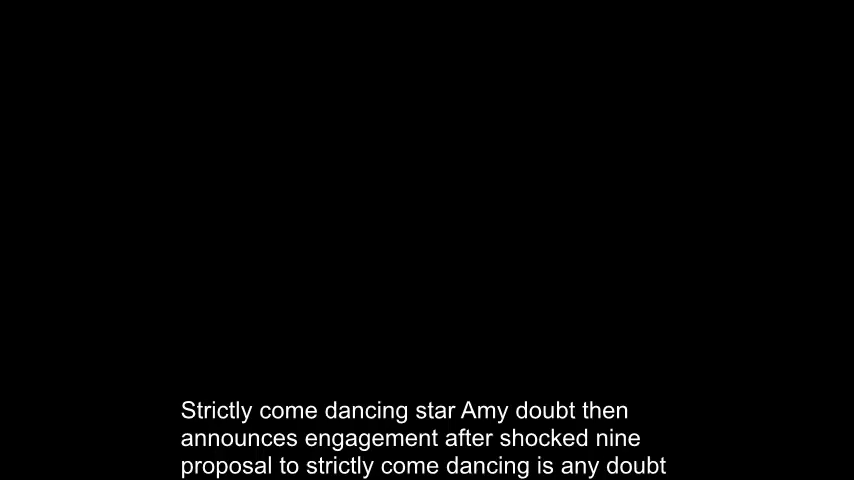 Strictly come dancing star Amy doubt then
announces engagement after shocked nine
proposal to strictly come dancing is any doubt